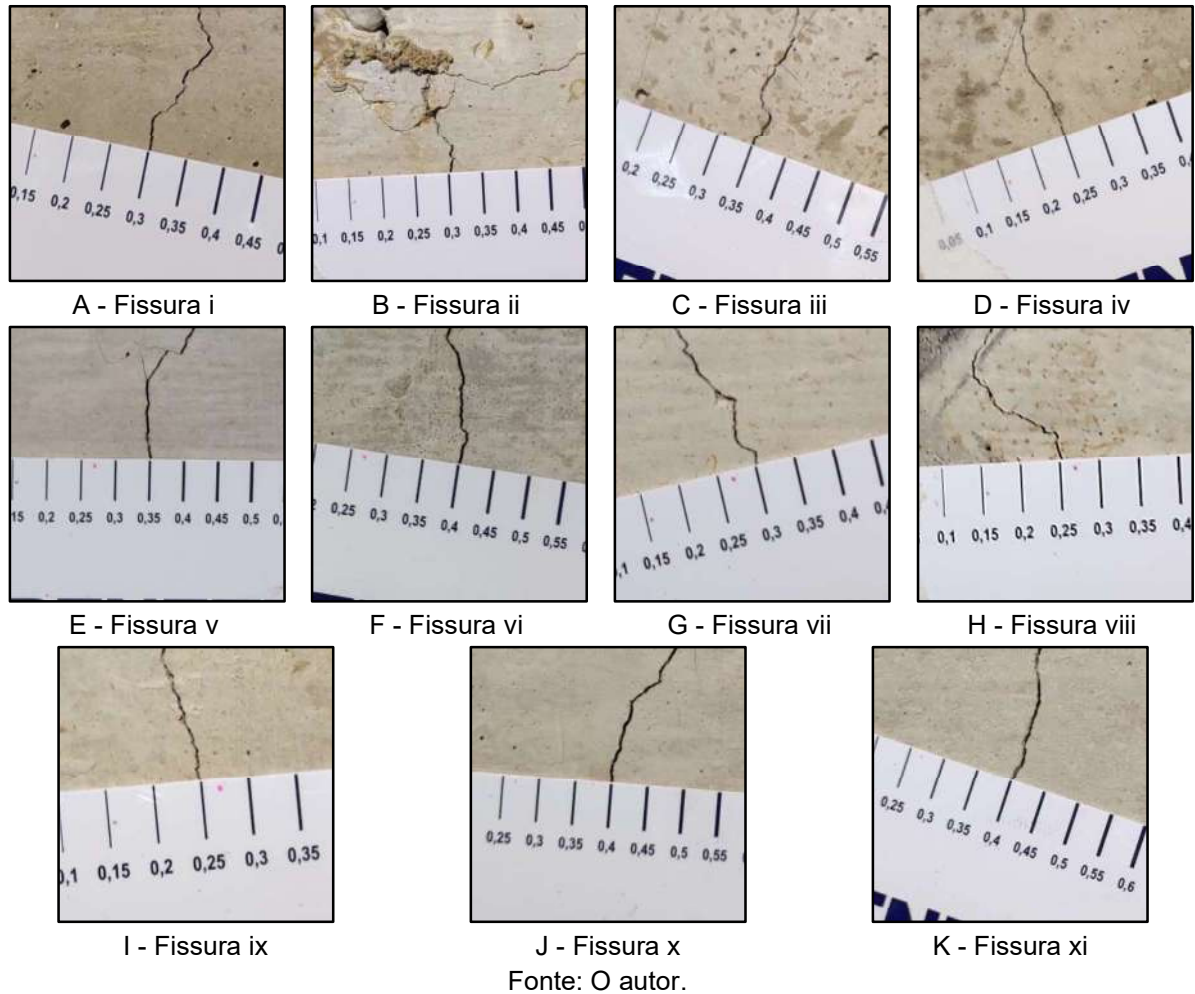 0,15 0,2 0,25 0,3 0,35 0,4 0,45
A - Fissura i
0,1 0,15 0,2 0,25 0,3 0,35 0,4 0,45
B - Fissura ii
0,2 0,25 0,3 0,35 0,4 0,45 0,5 0,55
C - Fissura iii
0,05 0,1 0,15 0,2 0,25 0,3 0,35
D - Fissura iv
0,2 0,25 0,3 0,35 0,4 0,45 0,5
E - Fissura v
0,25 0,3 0,35 0,4 0,45 0,5 0,55
F - Fissura vi
0,15 0,2 0,25 0,3 0,35 0,4
G - Fissura vii
0,1 0,15 0,2 0,25 0,3 0,35
H - Fissura viii
0,15 0,2 0,25 0,3 0,35
I - Fissura ix
0,25 0,3 0,35 0,4 0,45 0,5 0,55
J - Fissura x
0,25 0,3 0,35 0,4 0,45 0,5 0,55 0,6
K - Fissura xi
Fonte: O autor.